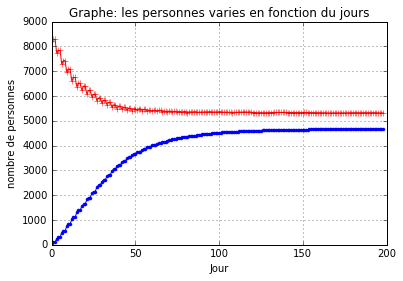 Graphe: les personnes varies en fonction du jours
9000
8000
7000
6000
5000
4000
3000
2000
1000
0
nombre de personnes
0 50 100 150 200
Jour